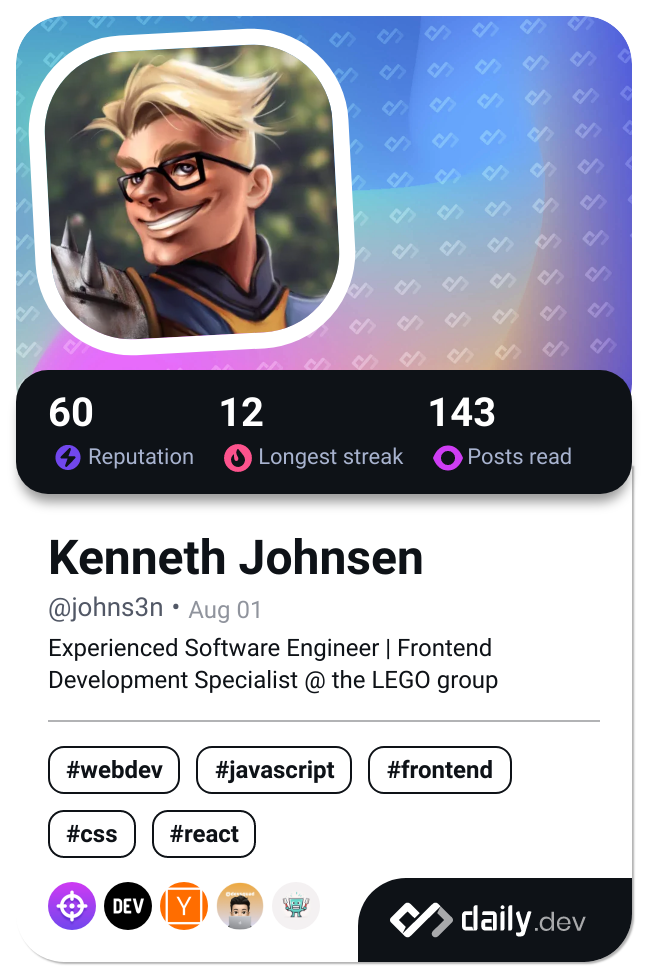 60 12 143
Reputation Longest streak Posts read
Kenneth Johnsen
@johns3n • Aug 01
Experienced Software Engineer | Frontend
Development Specialist @ the LEGO group
#webdev #javascript #frontend
#css #react
DEV Y
daily.dev